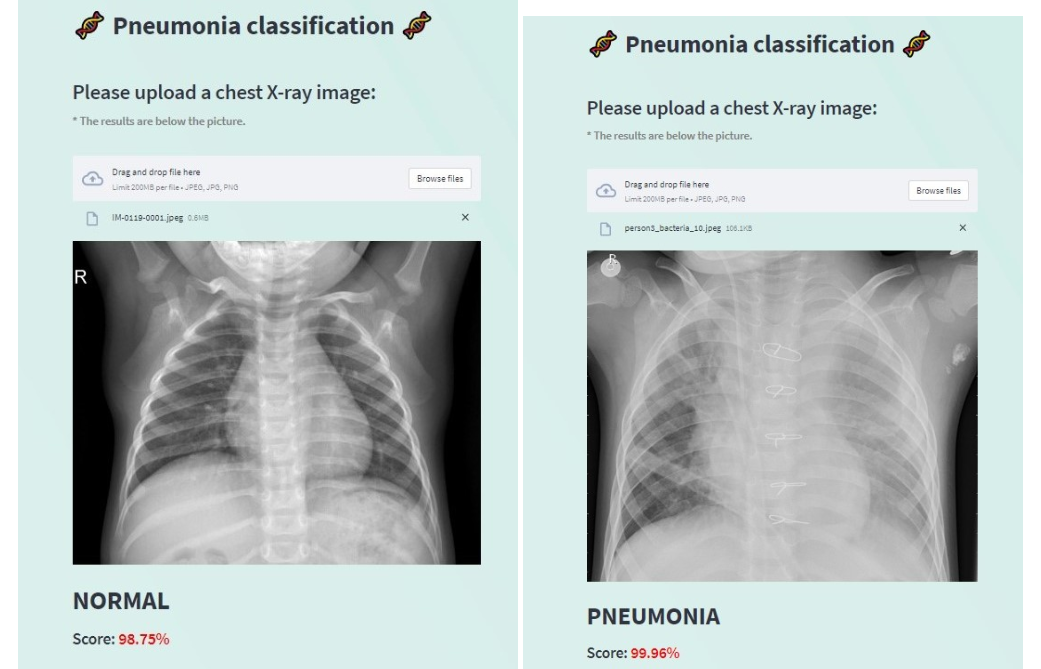 Pneumonia classification
Please upload a chest X-ray image:
* The results are below the picture.
Drag and drop file here
Limit 200MB per file • JPEG, JPG, PNG
Browse files
IM-0119-0001.jpeg 0.6MB
R
NORMAL
Score: 98.75%
Pneumonia classification
Please upload a chest X-ray image:
* The results are below the picture.
Drag and drop file here
Limit 200MB per file • JPEG, JPG, PNG
Browse files
person3_bacteria_10.jpeg 106.1KB
R
PNEUMONIA
Score: 99.96%